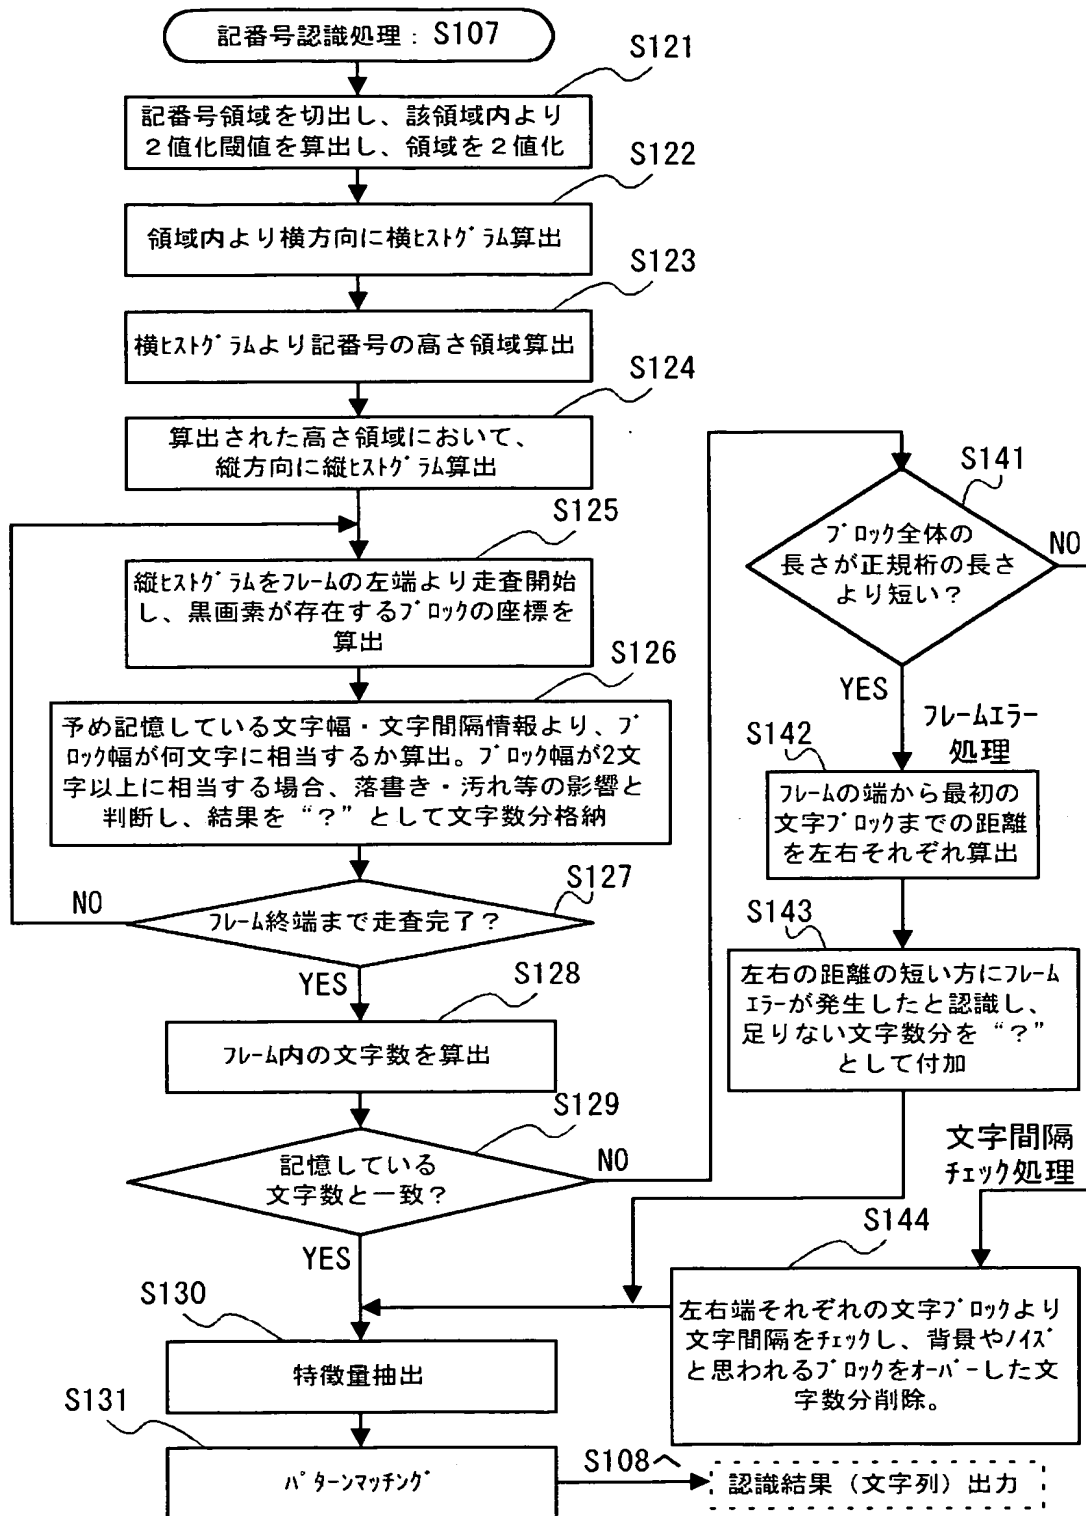 記番号認識処理：S107
S121
記番号領域を切出し、該領域内より
２値化閾値を算出し、領域を２値化
S122
領域内より横方向に横ﾋｽﾄｸﾞﾗﾑ算出
S123
横ﾋｽﾄｸﾞﾗﾑより記番号の高さ領域算出
S124
算出された高さ領域において、
縦方向に縦ﾋｽﾄｸﾞﾗﾑ算出
S125
縦ﾋｽﾄｸﾞﾗﾑをﾌﾚｰﾑの左端より走査開始
し、黒画素が存在するﾌﾞﾛｯｸの座標を
算出
S126
予め記憶している文字幅・文字間隔情報より、ﾌﾞ
ﾛｯｸ幅が何文字に相当するか算出。ﾌﾞﾛｯｸ幅が2文
字以上に相当する場合、落書き・汚れ等の影響と
判断し、結果を“？”として文字数分格納
S127
ﾌﾚｰﾑ終端まで走査完了？
NO
YES
S128
ﾌﾚｰﾑ内の文字数を算出
S129
記憶している
文字数と一致？
NO
YES
S130
特徴量抽出
S131
ﾊﾟﾀｰﾝﾏｯﾁﾝｸﾞ
S108へ
認識結果（文字列）出力
S141
ﾌﾞﾛｯｸ全体の
長さが正規桁の長さ
より短い？
NO
YES
ﾌﾚｰﾑｴﾗｰ
処理
S142
ﾌﾚｰﾑの端から最初の
文字ﾌﾞﾛｯｸまでの距離
を左右それぞれ算出
S143
左右の距離の短い方にﾌﾚｰﾑ
ｴﾗｰが発生したと認識し、
足りない文字数分を“？”
として付加
文字間隔
ﾁｪｯｸ処理
S144
左右端それぞれの文字ﾌﾞﾛｯｸより
文字間隔をﾁｪｯｸし、背景やﾉｲｽﾞ
と思われるﾌﾞﾛｯｸをｵｰﾊﾞｰした文
字数分削除。